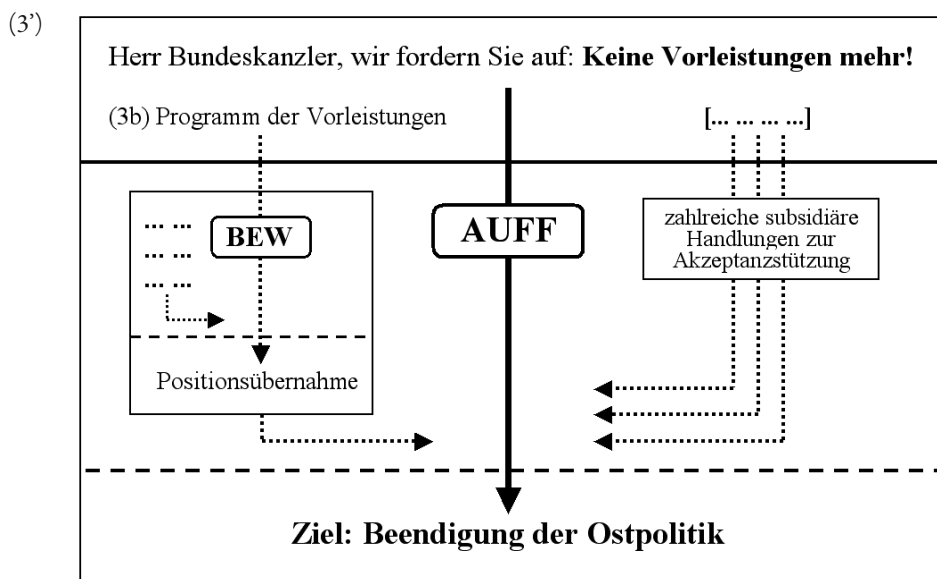 (3’)
Herr Bundeskanzler, wir fordern Sie auf: Keine Vorleistungen mehr!
(3b) Programm der Vorleistungen
[... ... ... ...]
... ...
... ...
... ...
BEW
AUFF
zahlreiche subsidiäre
Handlungen zur
Akzeptanzstützung
Positionsübernahme
Ziel: Beendigung der Ostpolitik